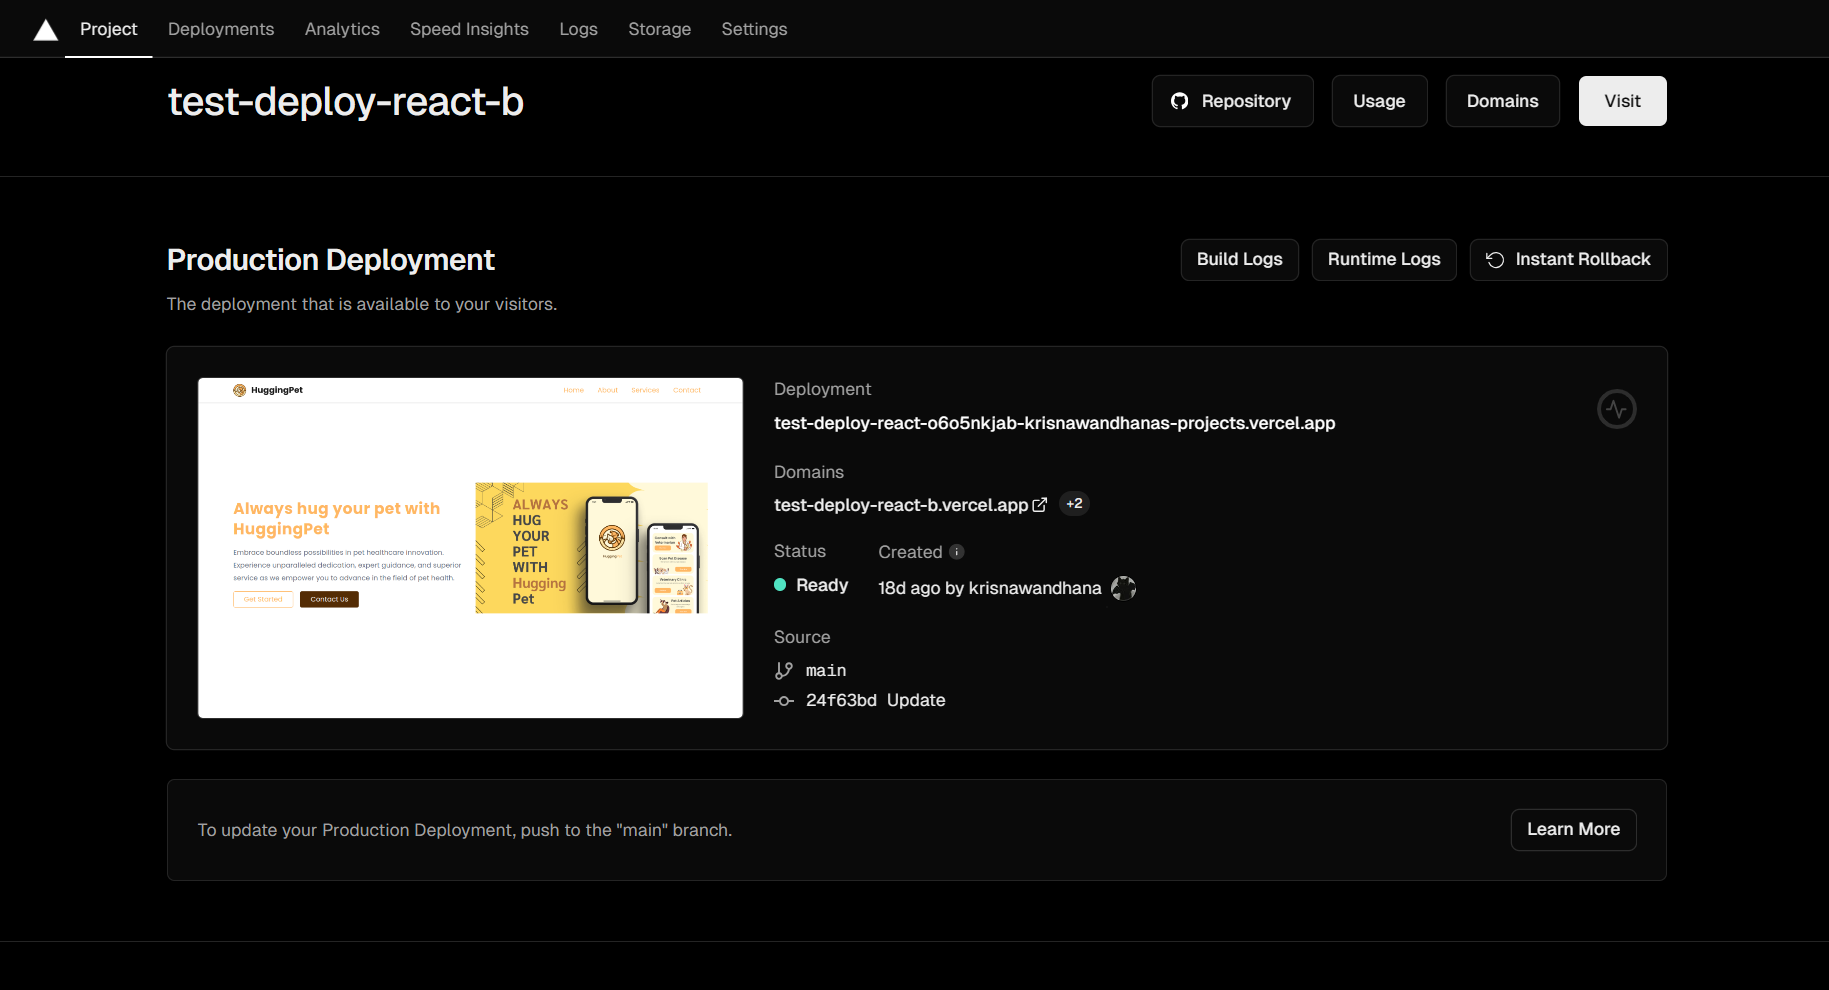 Project Deployments Analytics Speed Insights Logs Storage Settings
test-deploy-react-b
Repository Usage Domains Visit
Production Deployment
Build Logs Runtime Logs Instant Rollback
The deployment that is available to your visitors.
HuggingPet
Home About Services Contact
Always hug your pet with
HuggingPet
Embrace boundless possibilities in pet healthcare innovation.
Experience unparalleled dedication, expert guidance, and superior
service as we empower you to advance in the field of pet health.
Get Started Contact Us
ALWAYS
HUG
YOUR
PET
WITH
Hugging
Pet
Deployment
test-deploy-react-o6o5nkjab-krisnawandhanas-projects.vercel.app
Domains
test-deploy-react-b.vercel.app +2
Status Created
Ready 18d ago by krisnawandhana
Source
main
24f63bd Update
To update your Production Deployment, push to the "main" branch.
Learn More